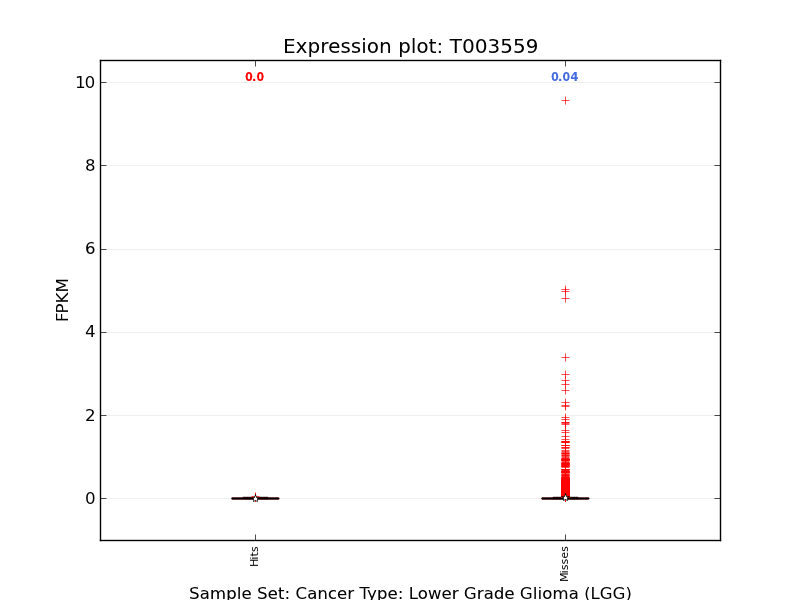 Expression plot: T003559
0.0
0.04
10
8
6
4
2
0
FPKM
Hits
Misses
Sample Set: Cancer Type: Lower Grade Glioma (LGG)